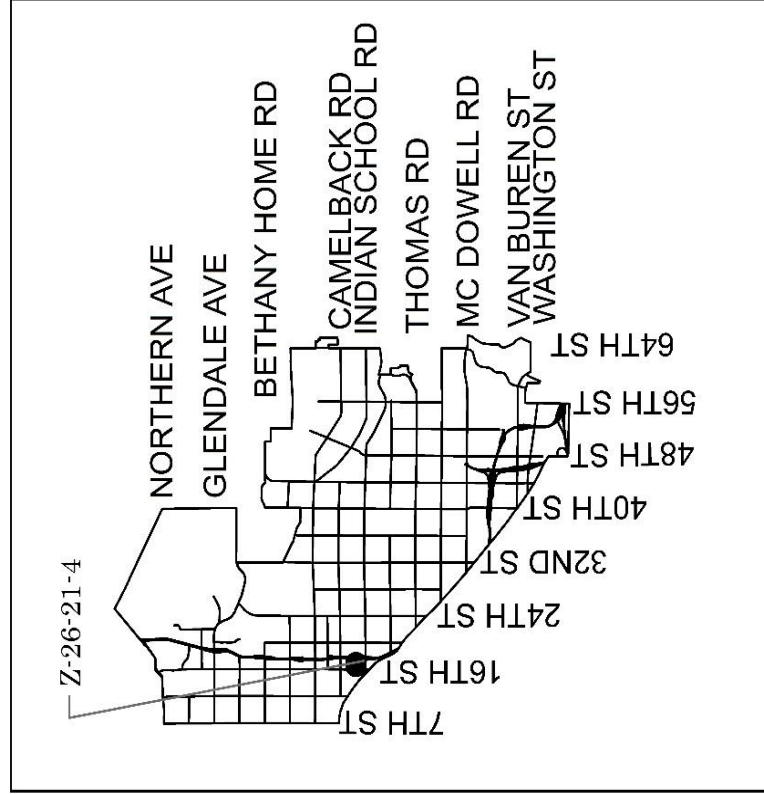 Z-26-21-4
NORTHERN AVE
GLENDALE AVE
BETHANY HOME RD
CAMELBACK RD
INDIAN SCHOOL RD
THOMAS RD
MC DOWELL RD
VAN BUREN ST
WASHINGTON ST
7TH ST
16TH ST
24TH ST
32ND ST
40TH ST
48TH ST
56TH ST
64TH ST